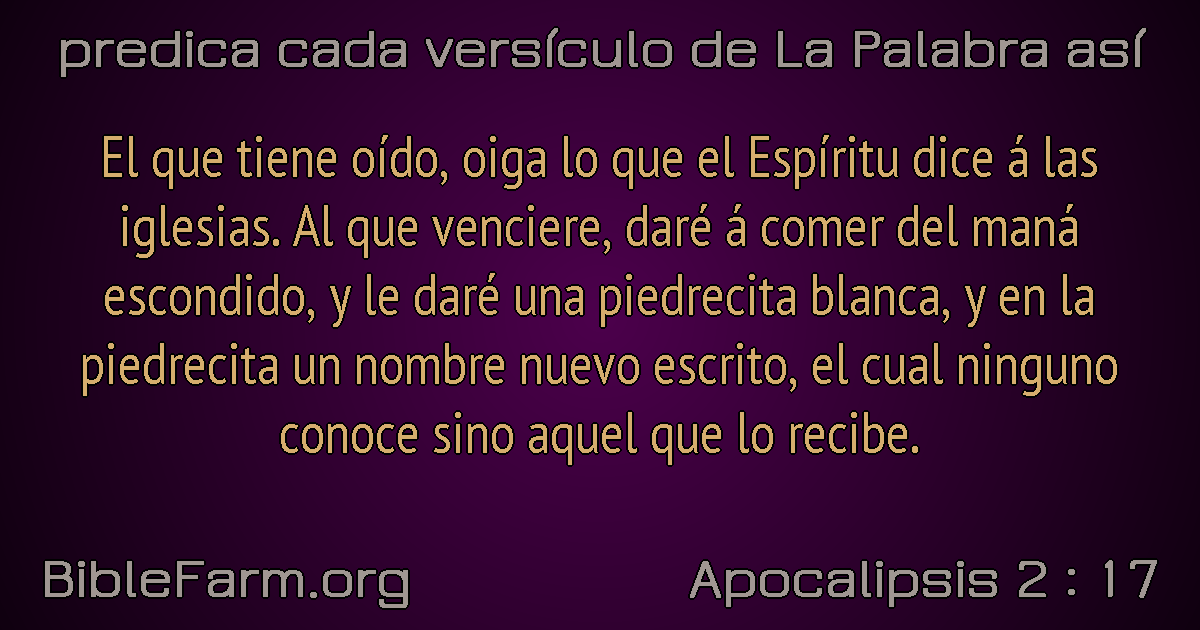 predica cada versículo de La Palabra así
El que tiene oído, oiga lo que el Espíritu dice á las
iglesias. Al que venciere, daré á comer del maná
escondido, y le daré una piedrecita blanca, y en la
piedrecita un nombre nuevo escrito, el cual ninguno
conoce sino aquel que lo recibe.
BibleFarm.org
Apocalipsis 2 : 17